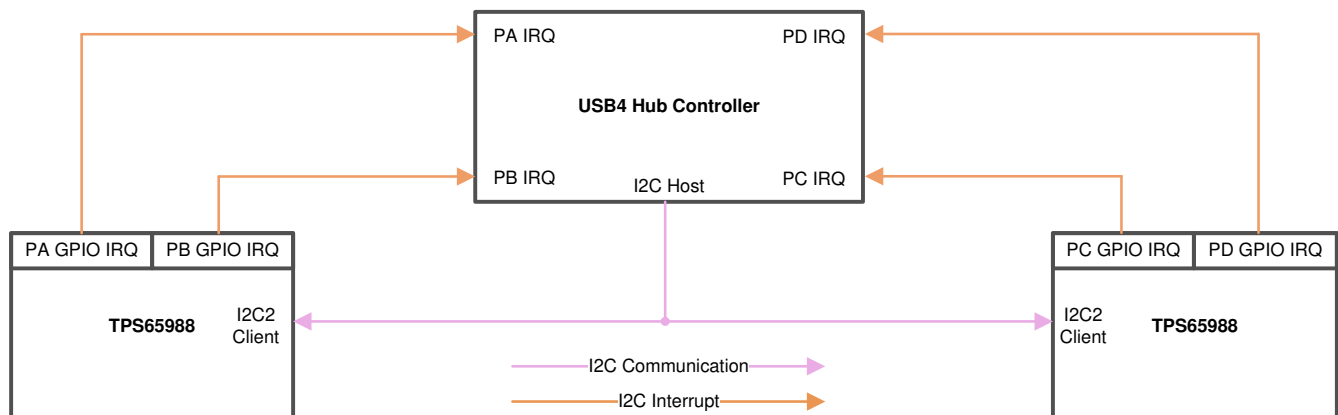 PA IRQ
PD IRQ
USB4 Hub Controller
PB IRQ
I2C Host
PC IRQ
PA GPIO IRQ
PB GPIO IRQ
PC GPIO IRQ
PD GPIO IRQ
TPS65988
I2C2
Client
I2C2
Client
TPS65988
I2C Communication
I2C Interrupt